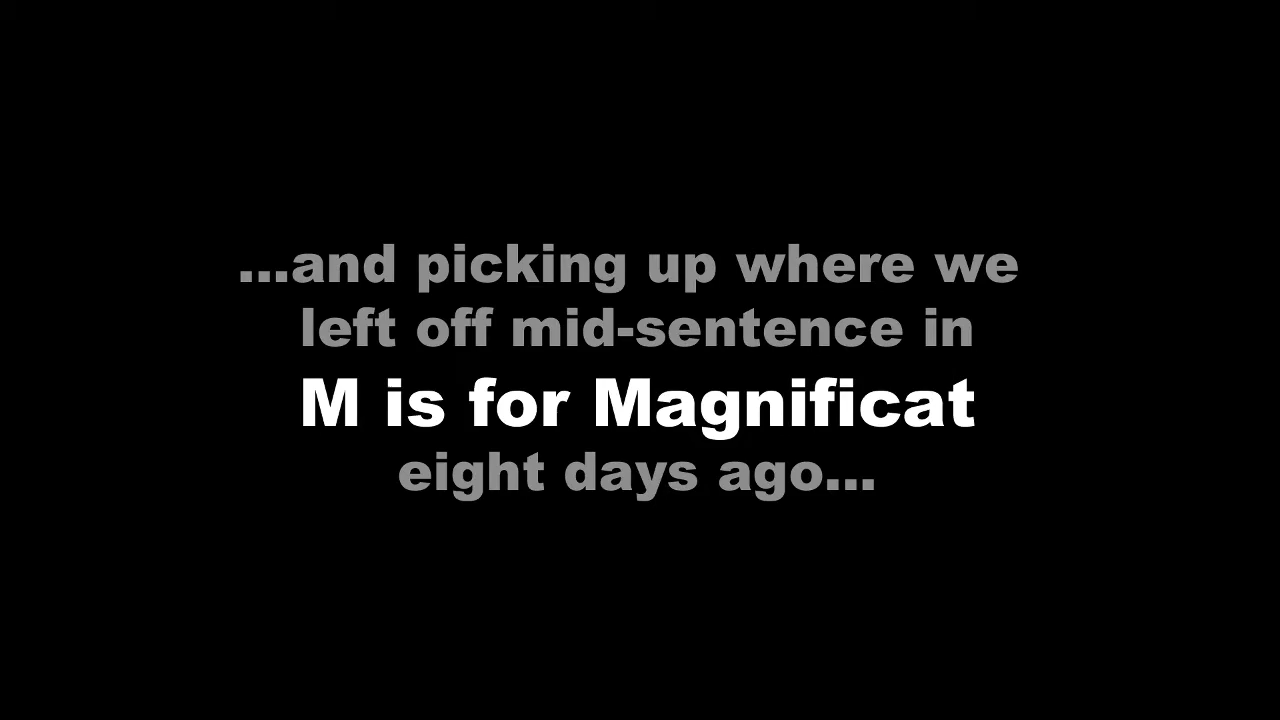 ...and picking up where we
left off mid-sentence in
M is for Magnificat
eight days ago...